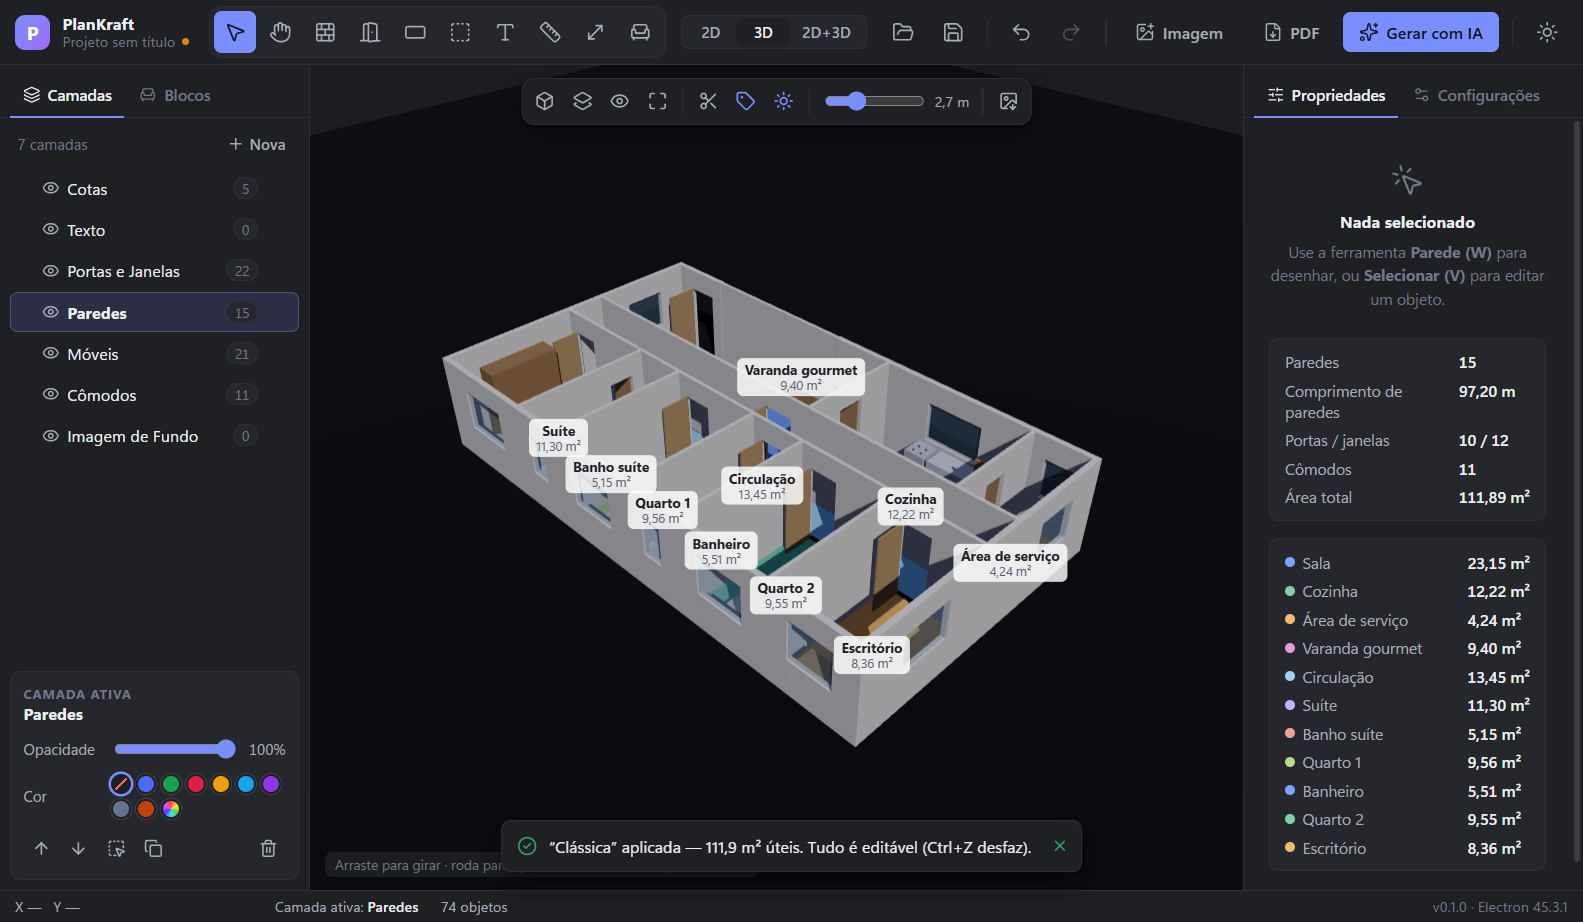 P
PlanKraft
Projeto sem título
2D
3D
2D+3D
Imagem
PDF
Gerar com IA
Camadas
Blocos
7 camadas
+ Nova
Cotas 5
Texto 0
Portas e Janelas 22
Paredes 15
Móveis 21
Cômodos 11
Imagem de Fundo 0
CAMADA ATIVA
Paredes
Opacidade 100%
Cor
2,7 m
Varanda gourmet
9,40 m²
Suíte
11,30 m²
Banho suíte
5,15 m²
Circulação
13,45 m²
Quarto 1
9,56 m²
Cozinha
12,22 m²
Banheiro
5,51 m²
Área de serviço
4,24 m²
Quarto 2
9,55 m²
Escritório
8,36 m²
"Clássica" aplicada — 111,9 m² úteis. Tudo é editável (Ctrl+Z desfaz).
Arraste para girar · roda
Propriedades
Configurações
Nada selecionado
Use a ferramenta Parede (W) para
desenhar, ou Selecionar (V) para editar
um objeto.
Paredes 15
Comprimento de 97,20 m
paredes
Portas / janelas 10 / 12
Cômodos 11
Área total 111,89 m²
Sala 23,15 m²
Cozinha 12,22 m²
Área de serviço 4,24 m²
Varanda gourmet 9,40 m²
Circulação 13,45 m²
Suíte 11,30 m²
Banho suíte 5,15 m²
Quarto 1 9,56 m²
Banheiro 5,51 m²
Quarto 2 9,55 m²
Escritório 8,36 m²
X — Y —
Camada ativa: Paredes
74 objetos
v0.1.0 · Electron 45.3.1